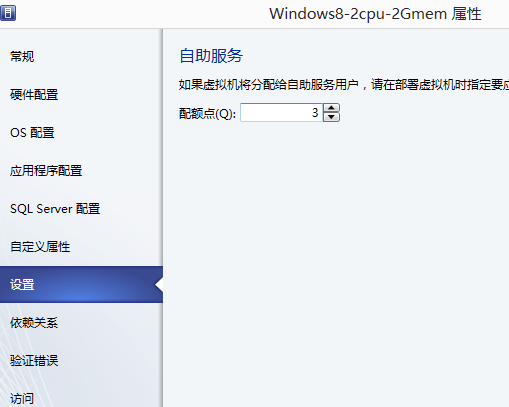 Windows8-2cpu-2Gmem 属性
常规
硬件配置
OS 配置
应用程序配置
SQL Server 配置
自定义属性
设置
依赖关系
验证错误
访问
自助服务
如果虚拟机将分配给自助服务用户，请在部署虚拟机时指定要应
配额点(Q): 3